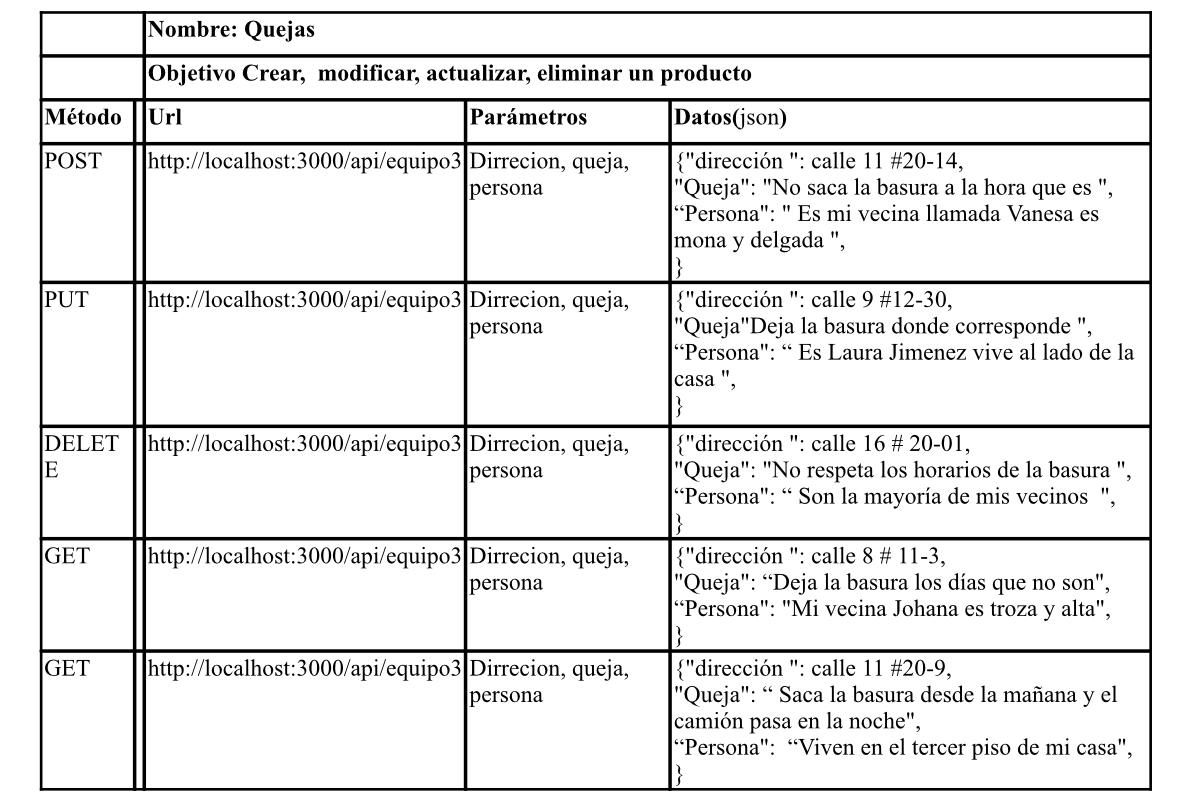 Nombre: Quejas
Objetivo Crear, modificar, actualizar, eliminar un producto
Método Url Parámetros Datos(json)
POST http://localhost:3000/api/equipo3 Dirrecion, queja, {"dirección ": calle 11 #20-14,
persona "Queja": "No saca la basura a la hora que es ",
“Persona": " Es mi vecina llamada Vanesa es
mona y delgada ",
}
PUT http://localhost:3000/api/equipo3 Dirrecion, queja, {"dirección ": calle 9 #12-30,
persona "Queja"Deja la basura donde corresponde ",
“Persona": “ Es Laura Jimenez vive al lado de la
casa ",
}
DELET http://localhost:3000/api/equipo3 Dirrecion, queja, {"dirección ": calle 16 # 20-01,
E persona "Queja": "No respeta los horarios de la basura ",
“Persona": “ Son la mayoría de mis vecinos ",
}
GET http://localhost:3000/api/equipo3 Dirrecion, queja, {"dirección ": calle 8 # 11-3,
persona "Queja": “Deja la basura los días que no son",
“Persona": "Mi vecina Johana es troza y alta",
}
GET http://localhost:3000/api/equipo3 Dirrecion, queja, {"dirección ": calle 11 #20-9,
persona "Queja": “ Saca la basura desde la mañana y el
camión pasa en la noche",
“Persona": “Viven en el tercer piso de mi casa",
}